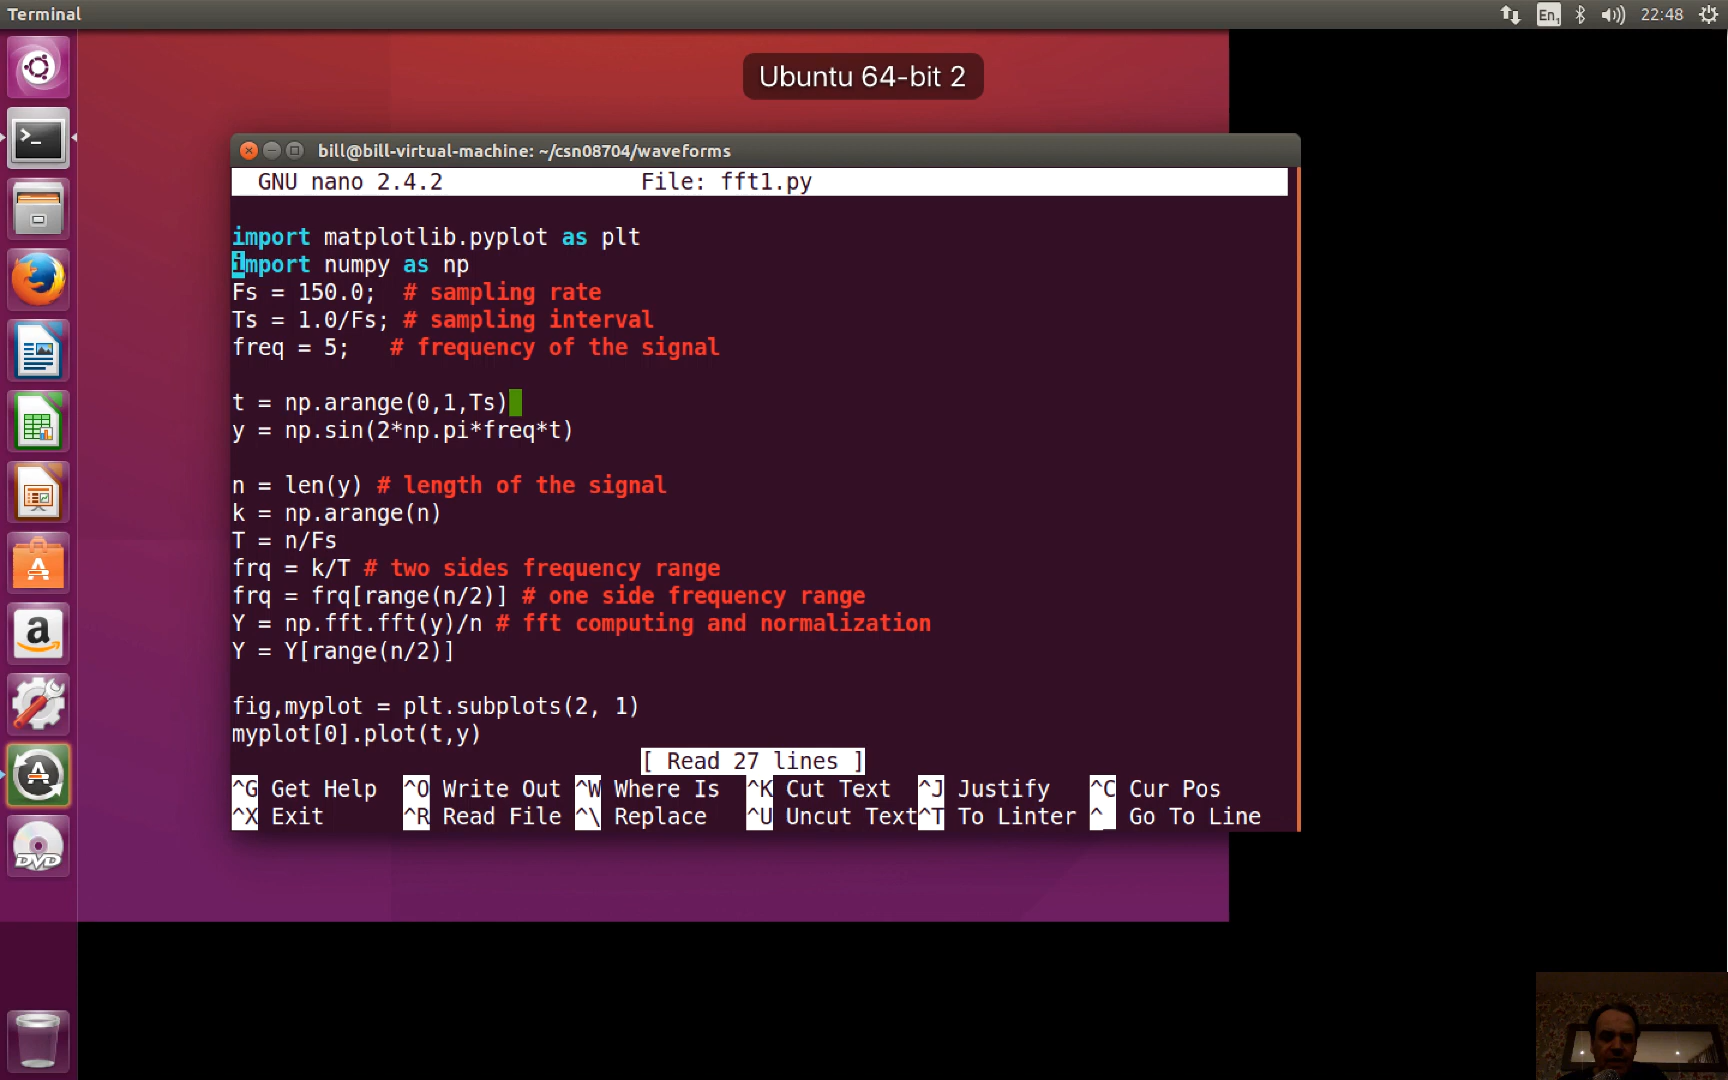 Terminal
En1
22:48
Ubuntu 64-bit 2
bill@bill-virtual-machine: ~/csn08704/waveforms
GNU nano 2.4.2 File: fft1.py
import matplotlib.pyplot as plt
import numpy as np
Fs = 150.0; # sampling rate
Ts = 1.0/Fs; # sampling interval
freq = 5; # frequency of the signal
t = np.arange(0,1,Ts)
y = np.sin(2*np.pi*freq*t)
n = len(y) # length of the signal
k = np.arange(n)
T = n/Fs
frq = k/T # two sides frequency range
frq = frq[range(n/2)] # one side frequency range
Y = np.fft.fft(y)/n # fft computing and normalization
Y = Y[range(n/2)]
fig,myplot = plt.subplots(2, 1)
myplot[0].plot(t,y)
[ Read 27 lines ]
^G Get Help ^O Write Out ^W Where Is ^K Cut Text ^J Justify ^C Cur Pos
^X Exit ^R Read File ^\ Replace ^U Uncut Text ^T To Linter ^_ Go To Line
a
DVD